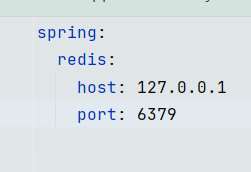 spring:
  redis:
    host: 127.0.0.1
    port: 6379